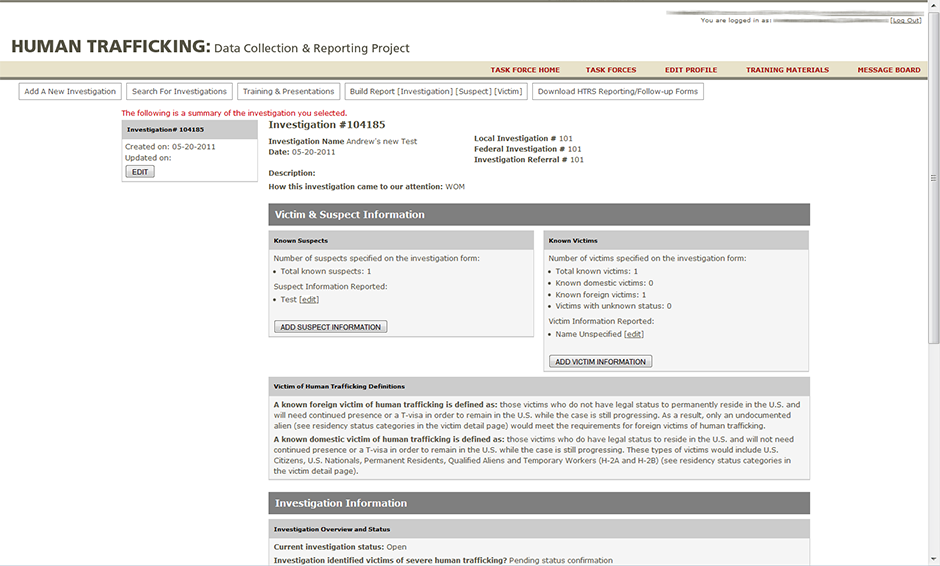 You are logged in as: [Log Out]
HUMAN TRAFFICKING: Data Collection & Reporting Project
TASK FORCE HOME TASK FORCES EDIT PROFILE TRAINING MATERIALS MESSAGE BOARD
Add A New Investigation Search For Investigations Training & Presentations Build Report [Investigation] [Suspect] [Victim] Download HTRS Reporting/Follow-up Forms
The following is a summary of the investigation you selected.
Investigation# 104185
Created on: 05-20-2011
Updated on:
EDIT
Investigation #104185
Investigation Name Andrew's new Test
Date: 05-20-2011
Local Investigation # 101
Federal Investigation # 101
Investigation Referral # 101
Description:
How this investigation came to our attention: WOM
Victim & Suspect Information
Known Suspects
Number of suspects specified on the investigation form:
• Total known suspects: 1
Suspect Information Reported:
• Test [edit]
ADD SUSPECT INFORMATION
Known Victims
Number of victims specified on the investigation form:
• Total known victims: 1
• Known domestic victims: 0
• Known foreign victims: 1
• Victims with unknown status: 0
Victim Information Reported:
• Name Unspecified [edit]
ADD VICTIM INFORMATION
Victim of Human Trafficking Definitions
A known foreign victim of human trafficking is defined as: those victims who do not have legal status to permanently reside in the U.S. and
will need continued presence or a T-visa in order to remain in the U.S. while the case is still progressing. As a result, only an undocumented
alien (see residency status categories in the victim detail page) would meet the requirements for foreign victims of human trafficking.
A known domestic victim of human trafficking is defined as: those victims who do have legal status to reside in the U.S. and will not need
continued presence or a T-visa in order to remain in the U.S. while the case is still progressing. These types of victims would include U.S.
Citizens, U.S. Nationals, Permanent Residents, Qualified Aliens and Temporary Workers (H-2A and H-2B) (see residency status categories in
the victim detail page).
Investigation Information
Investigation Overview and Status
Current investigation status: Open
Investigation identified victims of severe human trafficking? Pending status confirmation